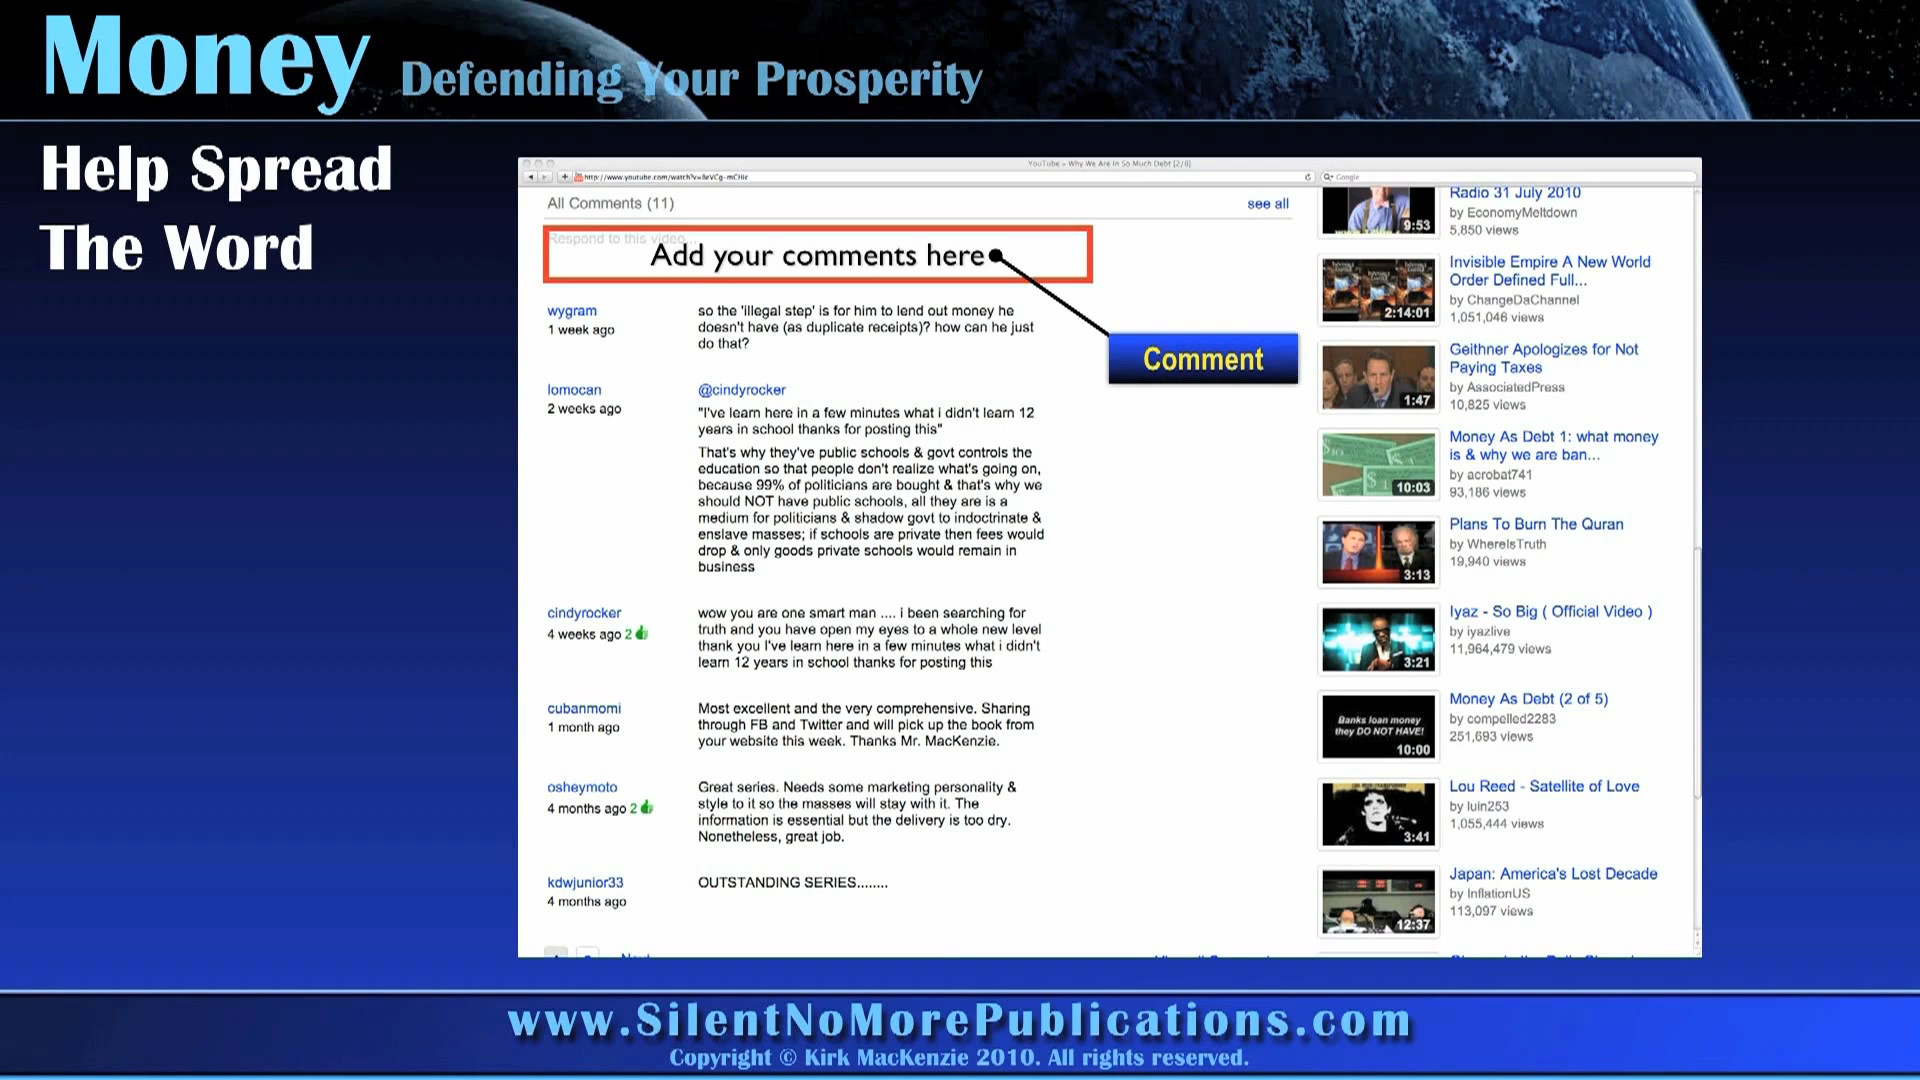 Money Defending Your Prosperity
Help Spread
The Word
YouTube – Why We Are In So Much Debt [2/8]
Google
All Comments (11)
see all
Respond to this video...
Add your comments here
Comment
wygram
1 week ago
so the 'illegal step' is for him to lend out money he
doesn't have (as duplicate receipts)? how can he just
do that?
lomocan
2 weeks ago
@cindyrocker
"I've learn here in a few minutes what i didn't learn 12
years in school thanks for posting this"
That's why they've public schools & govt controls the
education so that people don't realize what's going on,
because 99% of politicians are bought & that's why we
should NOT have public schools, all they are is a
medium for politicians & shadow govt to indoctrinate &
enslave masses; if schools are private then fees would
drop & only goods private schools would remain in
business
cindyrocker
4 weeks ago 2
wow you are one smart man .... i been searching for
truth and you have open my eyes to a whole new level
thank you I've learn here in a few minutes what i didn't
learn 12 years in school thanks for posting this
cubanmomi
1 month ago
Most excellent and the very comprehensive. Sharing
through FB and Twitter and will pick up the book from
your website this week. Thanks Mr. MacKenzie.
osheymoto
4 months ago 2
Great series. Needs some marketing personality &
style to it so the masses will stay with it. The
information is essential but the delivery is too dry.
Nonetheless, great job.
kdwjunior33
4 months ago
OUTSTANDING SERIES........
Radio 31 July 2010
by EconomyMeltdown
5,850 views
9:53
Invisible Empire A New World
Order Defined Full...
by ChangeDaChannel
1,051,046 views
2:14:01
Geithner Apologizes for Not
Paying Taxes
by AssociatedPress
10,825 views
1:47
Money As Debt 1: what money
is & why we are ban...
by acrobat741
93,186 views
10:03
Plans To Burn The Quran
by WhereIsTruth
19,940 views
3:13
Iyaz - So Big ( Official Video )
by iyazlive
11,964,479 views
3:21
Money As Debt (2 of 5)
by compelled2283
251,693 views
Banks loan money
they DO NOT HAVE!
10:00
Lou Reed - Satellite of Love
by luin253
1,055,444 views
3:41
Japan: America's Lost Decade
by InflationUS
113,097 views
12:37
www.SilentNoMorePublications.com
Copyright © Kirk MacKenzie 2010. All rights reserved.